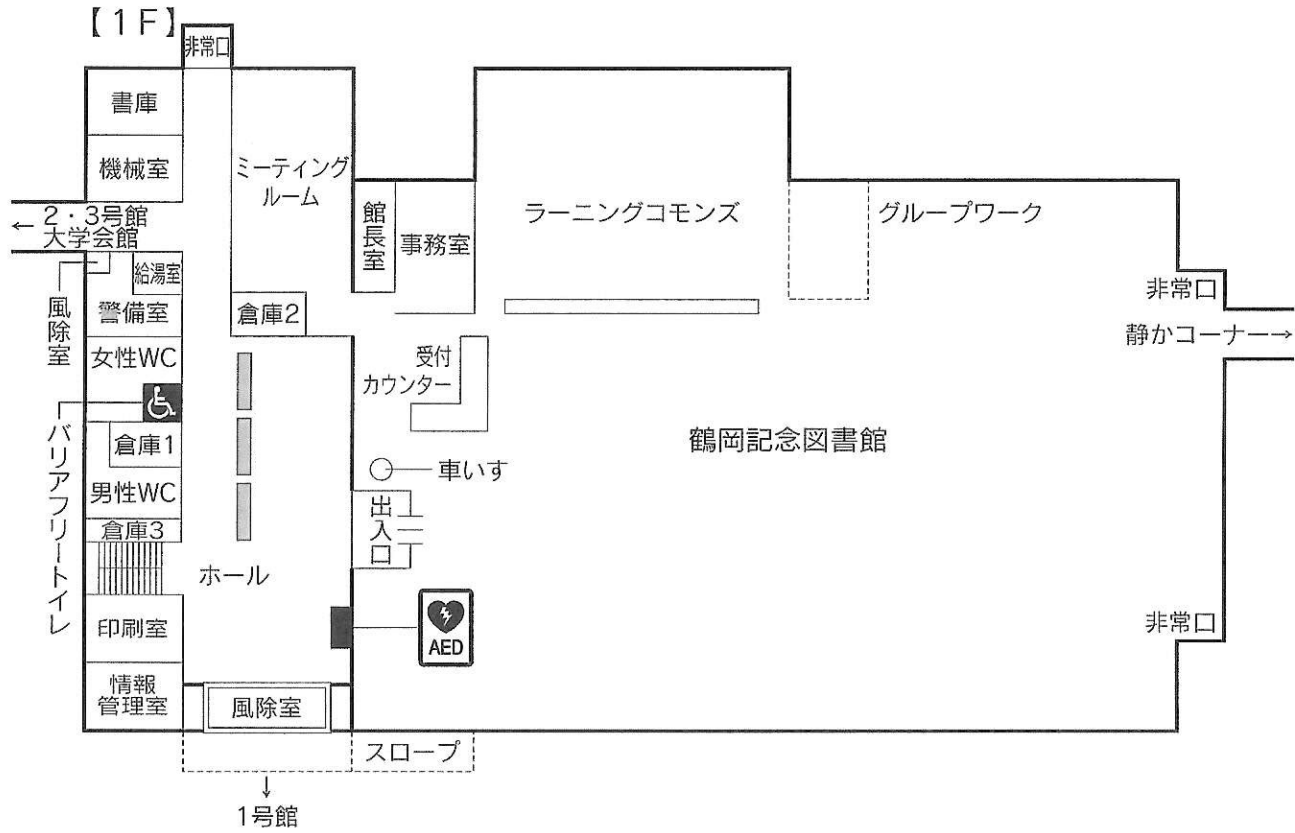 【1F】
非常口
書庫
機械室
ミーティング
ルーム
← 2・3号館
大学会館
館長室
事務室
ラーニングコモンズ
グループワーク
給湯室
風除室
警備室
倉庫2
非常口
静かコーナー→
女性WC
受付
カウンター
バリアフリートイレ
倉庫1
鶴岡記念図書館
車いす
男性WC
出入口
倉庫3
ホール
印刷室
AED
非常口
情報
管理室
風除室
スロープ
↓
1号館